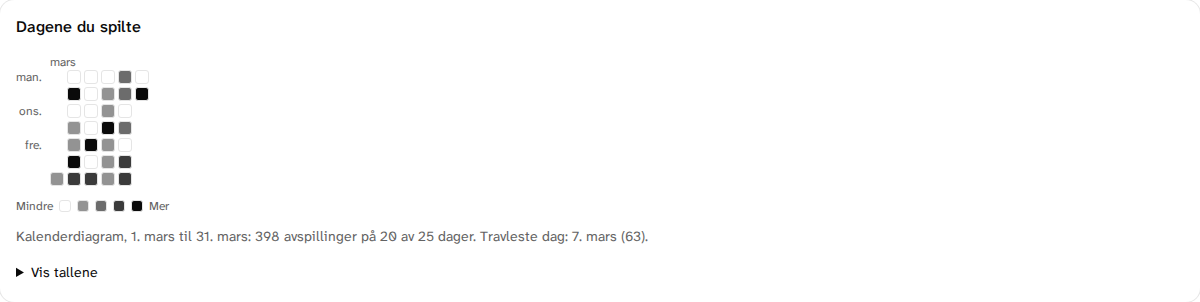 Dagene du spilte
mars
man.
ons.
fre.
Mindre Mer
Kalenderdiagram, 1. mars til 31. mars: 398 avspillinger på 20 av 25 dager. Travleste dag: 7. mars (63).
Vis tallene